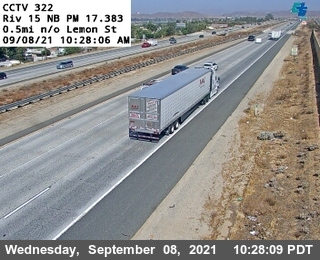 CCTV 322
Riv 15 NB PM 17.383
0.5mi n/o Lemon St
09/08/21 10:28:06 AM
Wednesday, September 08, 2021 10:28:09 PDT